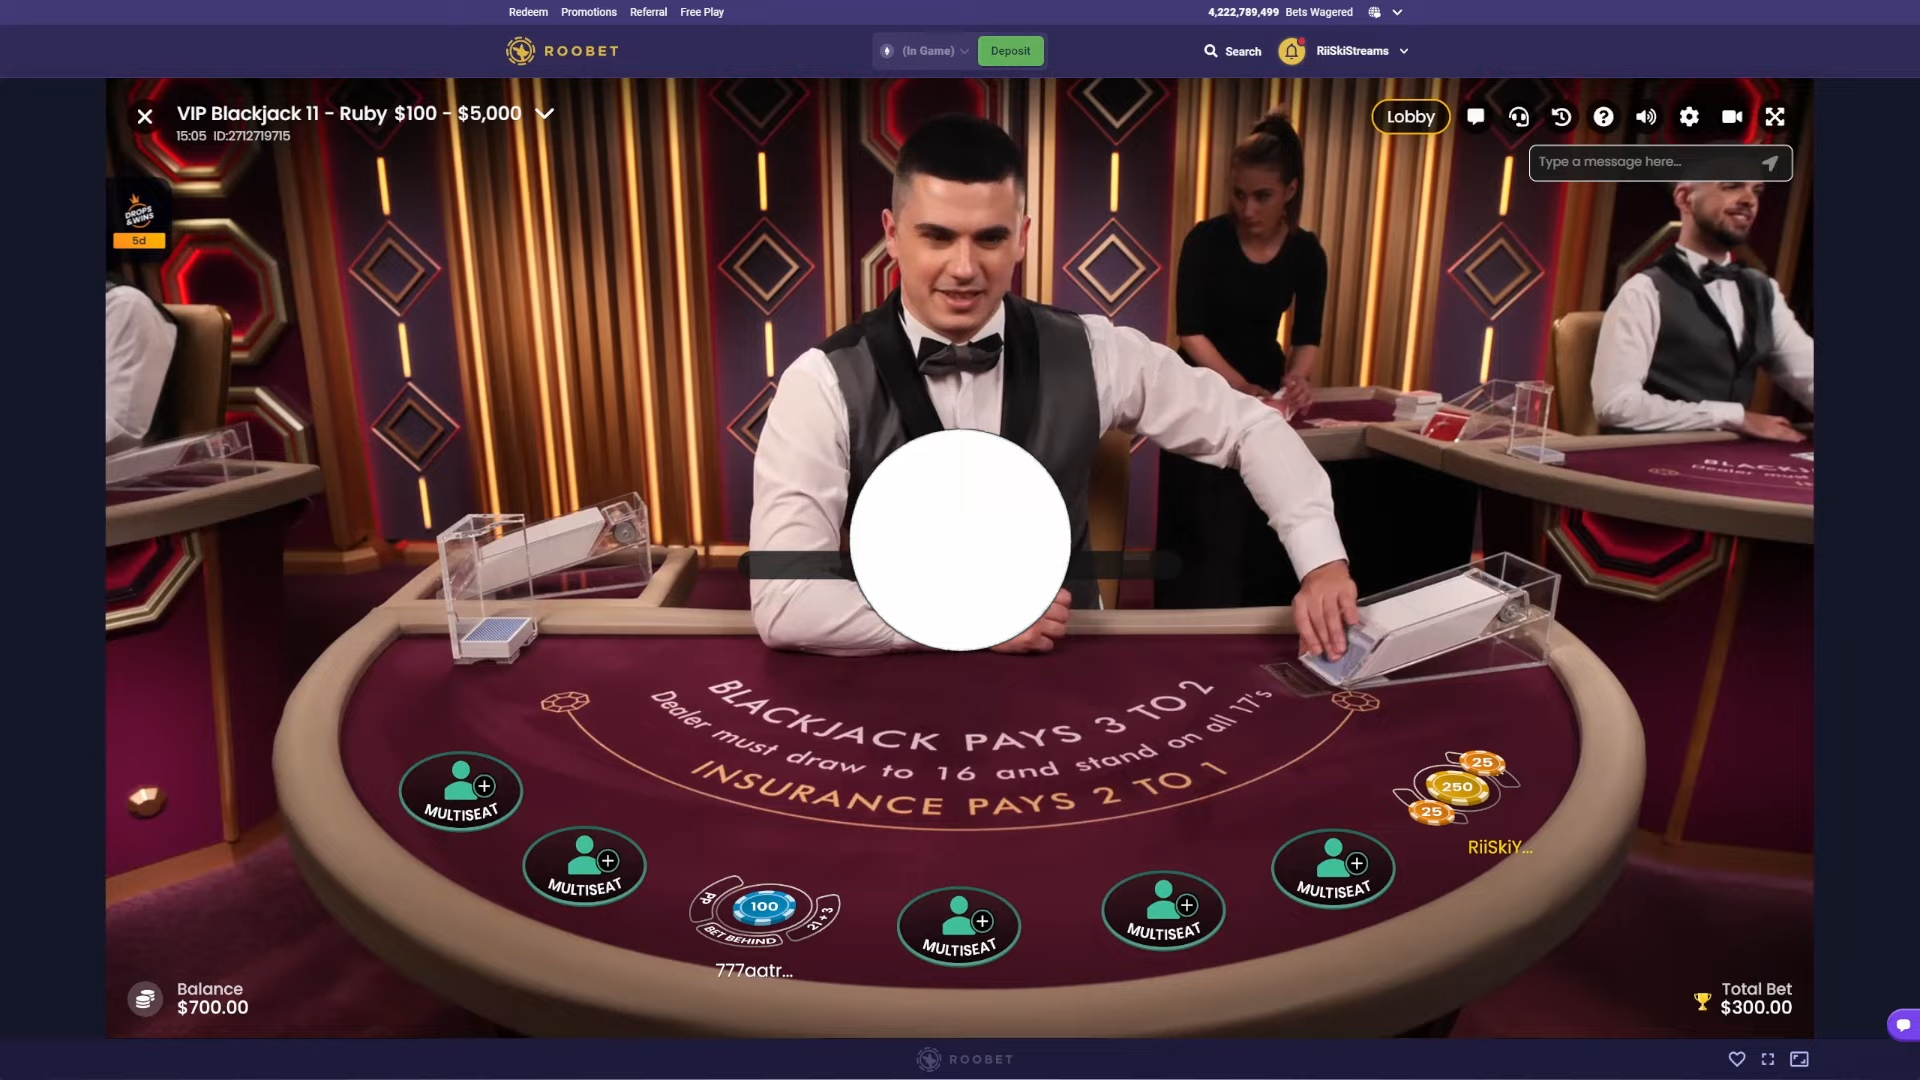 Redeem Promotions Referral Free Play
4,222,789,499 Bets Wagered
ROOBET
(In Game)
Deposit
Search
RiiSkiStreams
VIP Blackjack 11 - Ruby $100 - $5,000
15:05 ID:2712719715
Lobby
Type a message here...
DROPS
&WINS
5d
BLACKJACK PAYS 3 TO 2
Dealer must draw to 16 and stand on all 17's
INSURANCE PAYS 2 TO 1
MULTISEAT
MULTISEAT
PP
100
21+3
BET BEHIND
777aatr...
MULTISEAT
MULTISEAT
MULTISEAT
25
250
25
RiiSkiY...
Balance
$700.00
Total Bet
$300.00
ROOBET